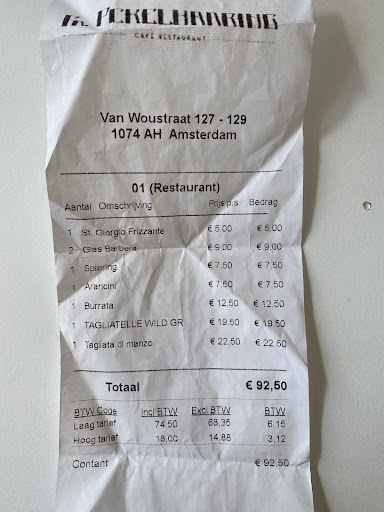 DE PEKELHAARING
CAFÉ RESTAURANT
Van Woustraat 127 - 129
1074 AH Amsterdam
01 (Restaurant)
Aantal Omschrijving Prijs p.s. Bedrag
1 St. Giorgio Frizzante € 5,00 € 5,00
2 Glas Barbera € 9,00 € 9,00
1 Spiering € 7,50 € 7,50
1 Arancini € 7,50 € 7,50
1 Burrata € 12,50 € 12,50
1 TAGLIATELLE WILD GR € 19,50 € 19,50
1 Tagliata di manzo € 22,50 € 22,50
Totaal € 92,50
BTW Code Incl BTW Excl BTW BTW
Laag tarief 74,50 68,35 6,15
Hoog tarief 18,00 14,88 3,12
Contant € 92,50